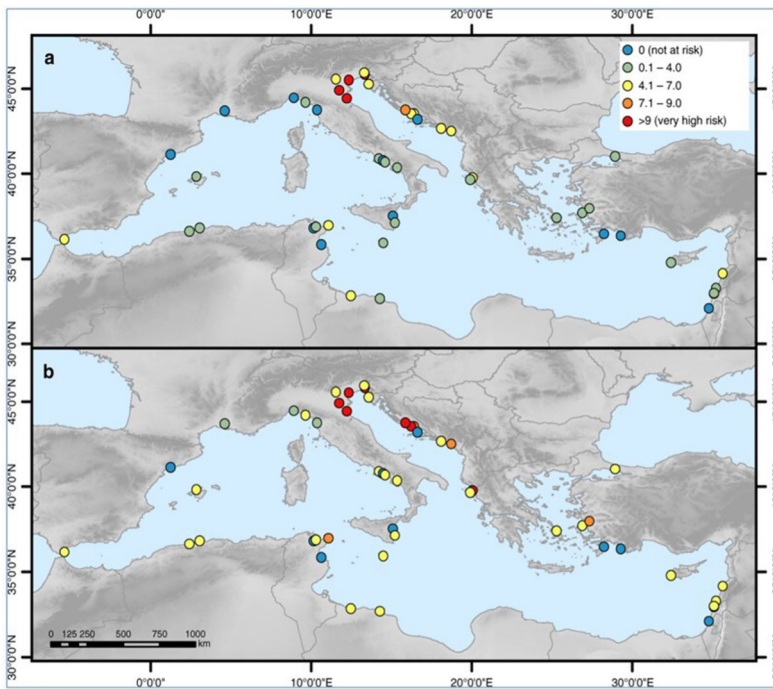 0°0'0" 10°0'0"E 20°0'0"E 30°0'0"E
a
0 (not at risk)
0.1 – 4.0
4.1 – 7.0
7.1 – 9.0
>9 (very high risk)
45°0'0"N
40°0'0"N
35°0'0"N
30°0'0"N
b
45°0'0"N
40°0'0"N
35°0'0"N
30°0'0"N
0 125 250 500 750 1000
km
0°0'0" 10°0'0"E 20°0'0"E 30°0'0"E